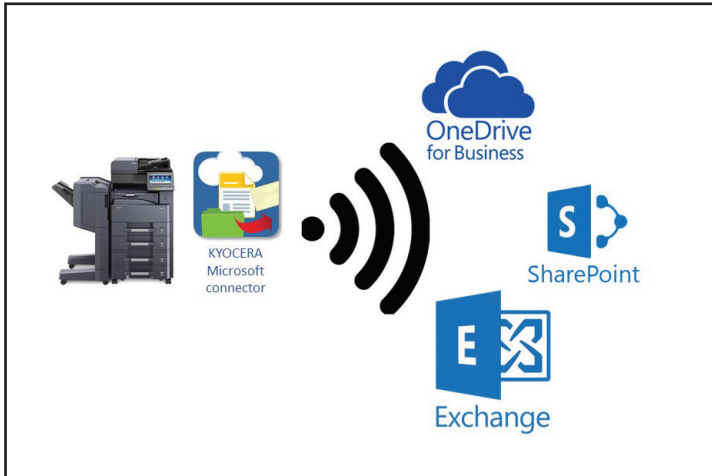 OneDrive
for Business
KYOCERA
Microsoft
connector
S
SharePoint
E
Exchange